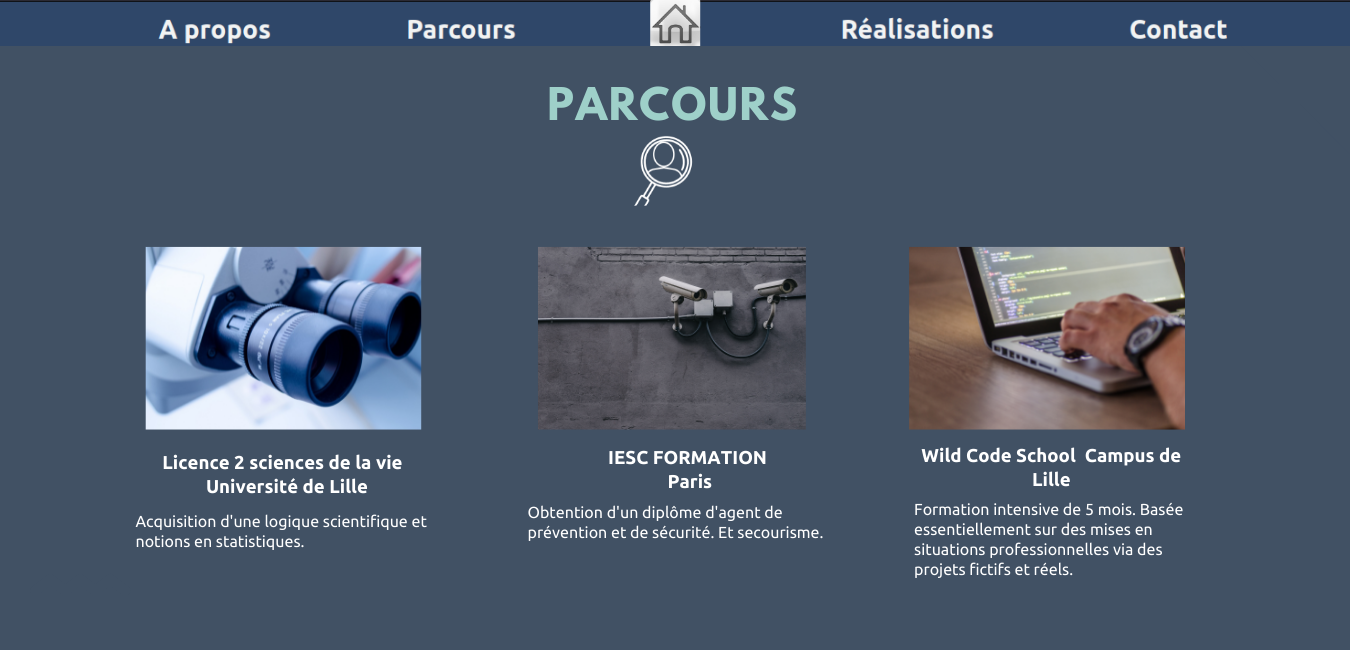 A propos
Parcours
Réalisations
Contact
PARCOURS
Licence 2 sciences de la vie
Université de Lille
Acquisition d'une logique scientifique et
notions en statistiques.
IESC FORMATION
Paris
Obtention d'un diplôme d'agent de
prévention et de sécurité. Et secourisme.
Wild Code School  Campus de
Lille
Formation intensive de 5 mois. Basée
essentiellement sur des mises en
situations professionnelles via des
projets fictifs et réels.